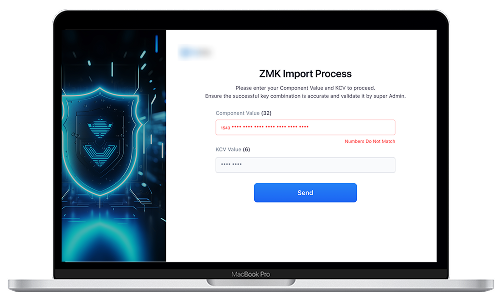 ZMK Import Process
Please enter your Component Value and KCV to proceed.
Ensure the successful key combination is accurate and validate it by super Admin.
Component Value (32)
**** **** **** **** **** **** ****
Numbers Do Not Match
KCV Value (6)
**** ****
Send
MacBook Pro